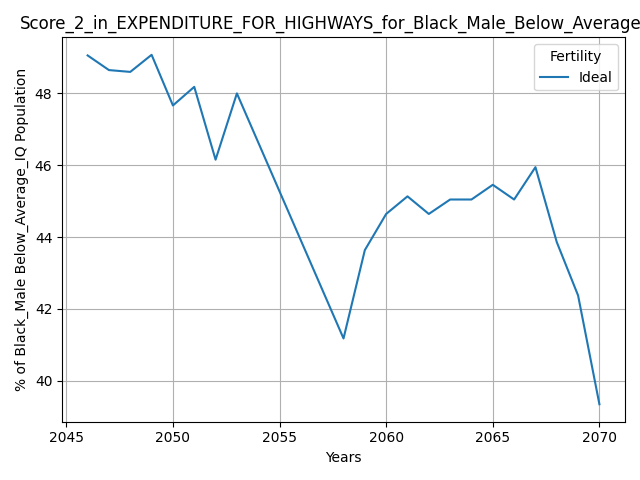 Score_2_in_EXPENDITURE_FOR_HIGHWAYS_for_Black_Male_Below_Average
Fertility
Ideal
% of Black_Male Below_Average_IQ Population
48
46
44
42
40
2045 2050 2055 2060 2065 2070
Years